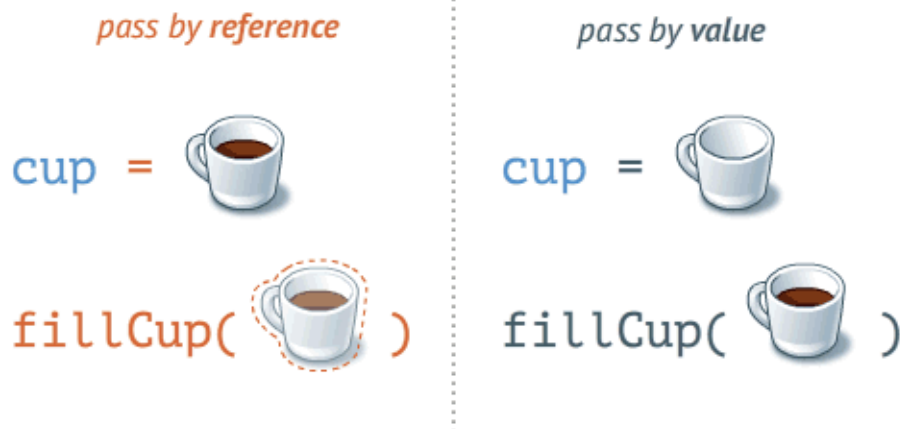 pass by reference
cup =
fillCup( )
pass by value
cup =
fillCup( )